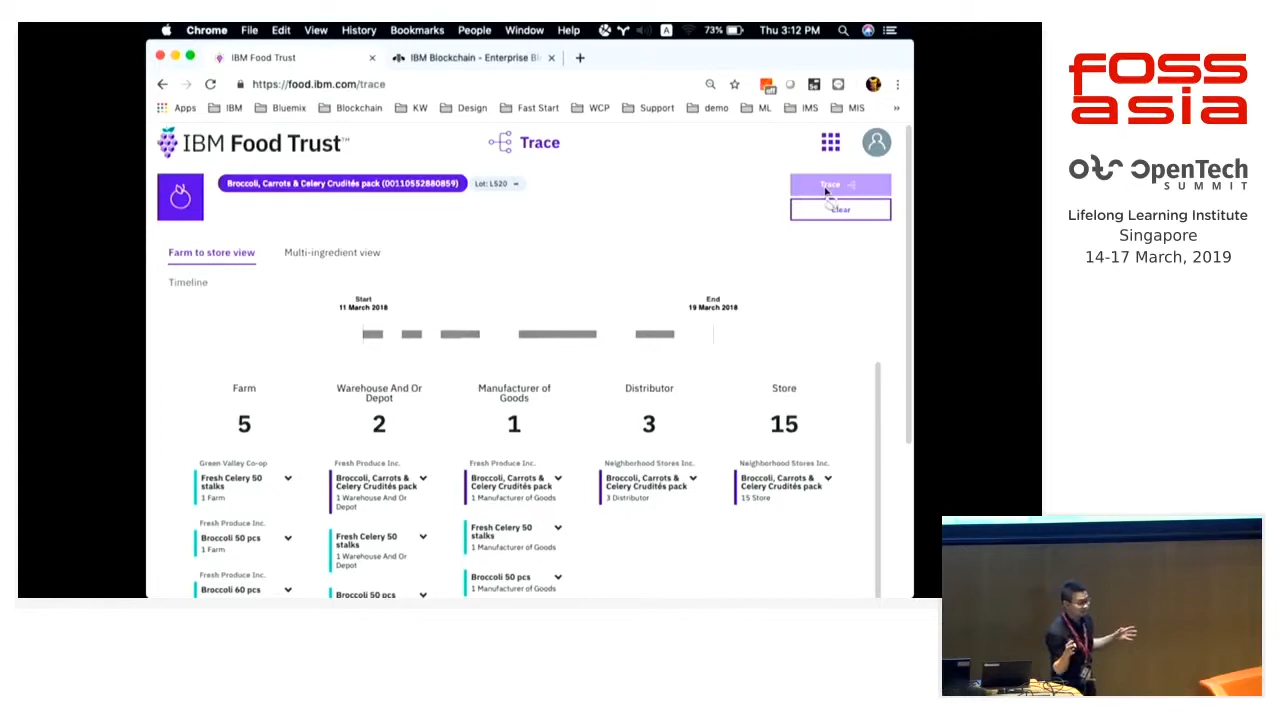 Chrome File Edit View History Bookmarks People Window Help 73% Thu 3:12 PM
IBM Food Trust
IBM Blockchain - Enterprise Bl
https://food.ibm.com/trace
Apps IBM Bluemix Blockchain KW Design Fast Start WCP Support demo ML IMS MIS »
IBM Food Trust™
Trace
Broccoli, Carrots & Celery Crudités pack (00110552880859)
Lot: L520
Trace
Clear
Farm to store view
Multi-ingredient view
Timeline
Start
11 March 2018
End
19 March 2018
Farm
5
Warehouse And Or
Depot
2
Manufacturer of
Goods
1
Distributor
3
Store
15
Green Valley Co-op
Fresh Celery 50
stalks
1 Farm
Fresh Produce Inc.
Broccoli 50 pcs
1 Farm
Fresh Produce Inc.
Broccoli 60 pcs
Fresh Produce Inc.
Broccoli, Carrots &
Celery Crudités pack
1 Warehouse And Or
Depot
Fresh Celery 50
stalks
1 Warehouse And Or
Depot
Broccoli 50 pcs
Fresh Produce Inc.
Broccoli, Carrots &
Celery Crudités pack
1 Manufacturer of Goods
Fresh Celery 50
stalks
1 Manufacturer of Goods
Broccoli 50 pcs
1 Manufacturer of Goods
Neighborhood Stores Inc.
Broccoli, Carrots &
Celery Crudités pack
3 Distributor
Neighborhood Stores Inc.
Broccoli, Carrots &
Celery Crudités pack
15 Store
FOSS
asia
OpenTech
SUMMIT
Lifelong Learning Institute
Singapore
14-17 March, 2019